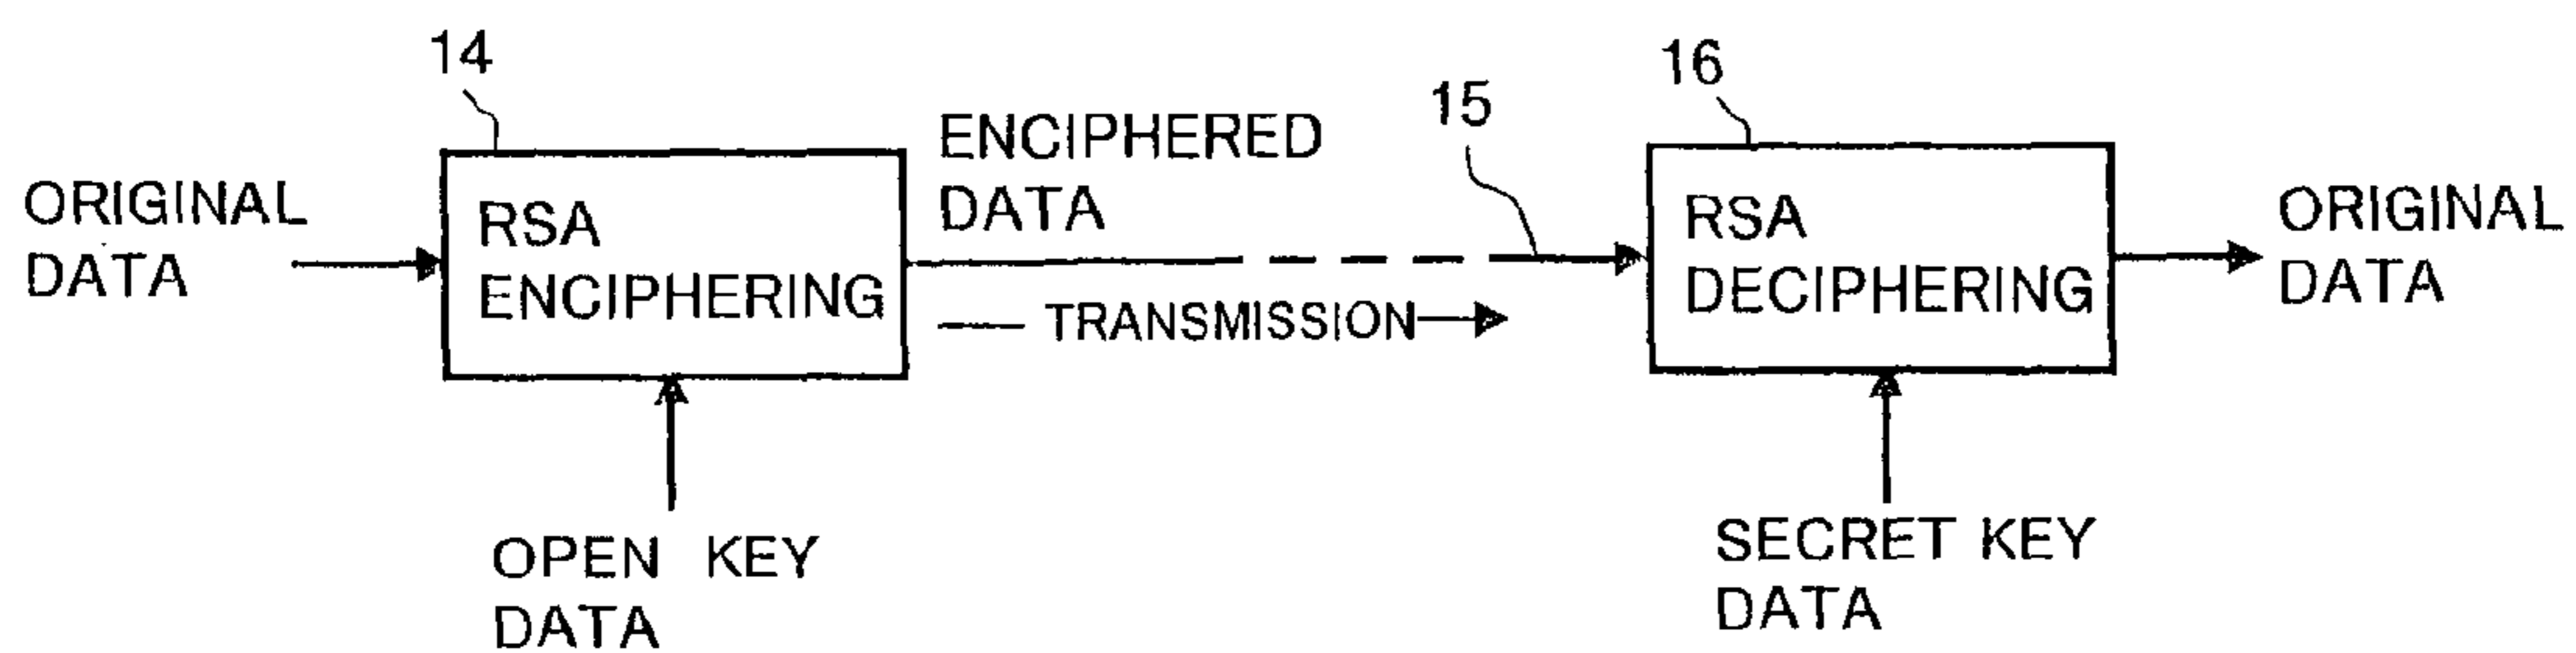 14
ORIGINAL
DATA
RSA
ENCIPHERING
ENCIPHERED
DATA
TRANSMISSION
15
16
RSA
DECIPHERING
ORIGINAL
DATA
OPEN KEY
DATA
SECRET KEY
DATA